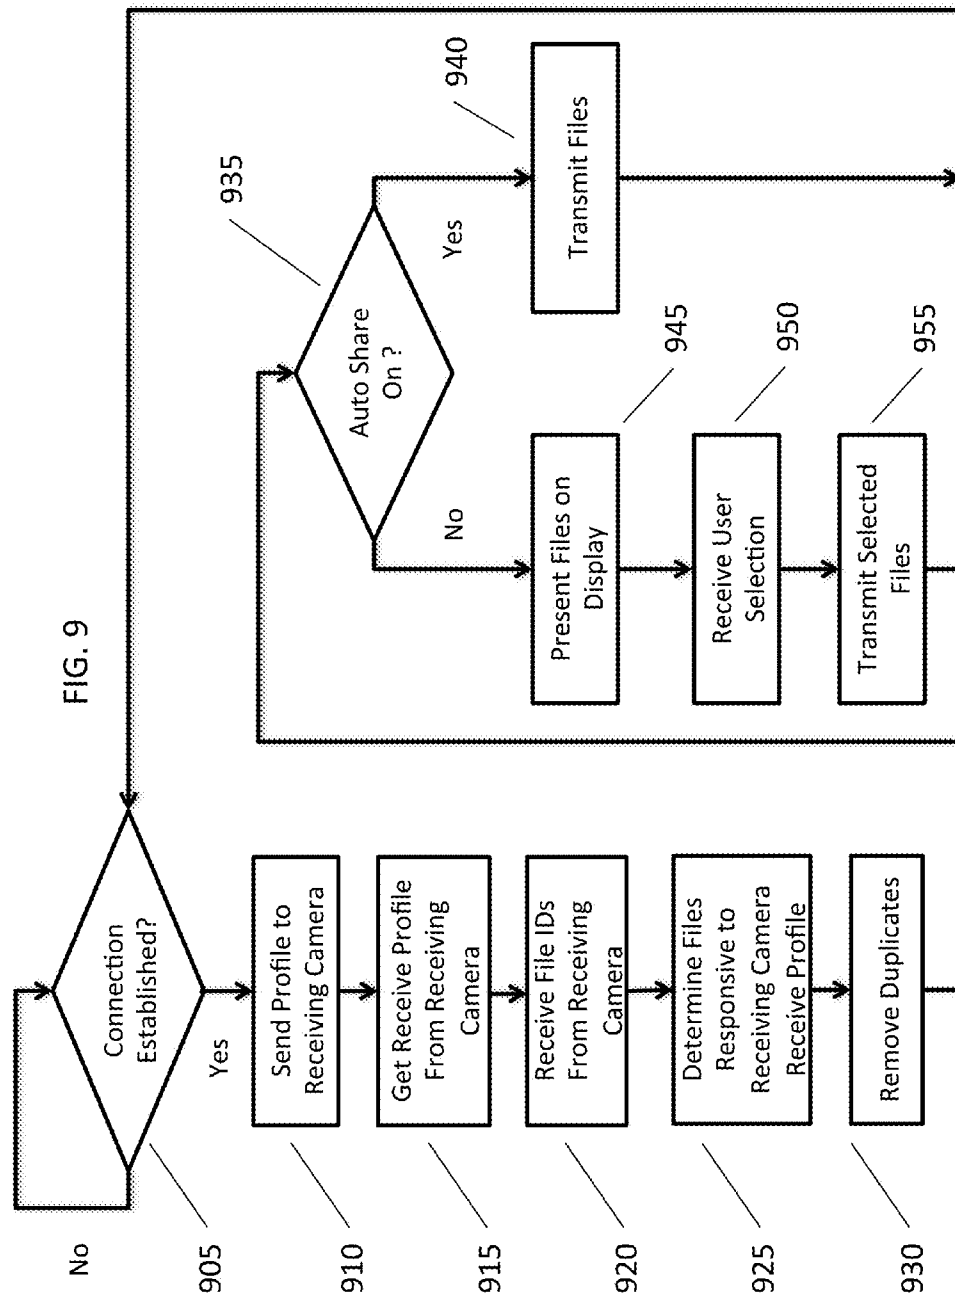 FIG. 9
No
Connection
Established?
905
Yes
Send Profile to
Receiving Camera
910
Get Receive Profile
From Receiving
Camera
915
Receive File IDs
From Receiving
Camera
920
Determine Files
Responsive to
Receiving Camera
Receive Profile
925
Remove Duplicates
930
Auto Share
On ?
935
No
Yes
Transmit Files
940
Present Files on
Display
945
Receive User
Selection
950
Transmit Selected
Files
955